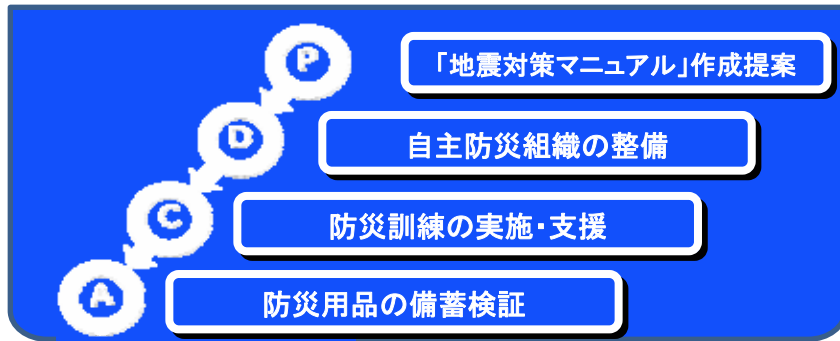 P
「地震対策マニュアル」作成提案
D
自主防災組織の整備
C
防災訓練の実施・支援
A
防災用品の備蓄検証